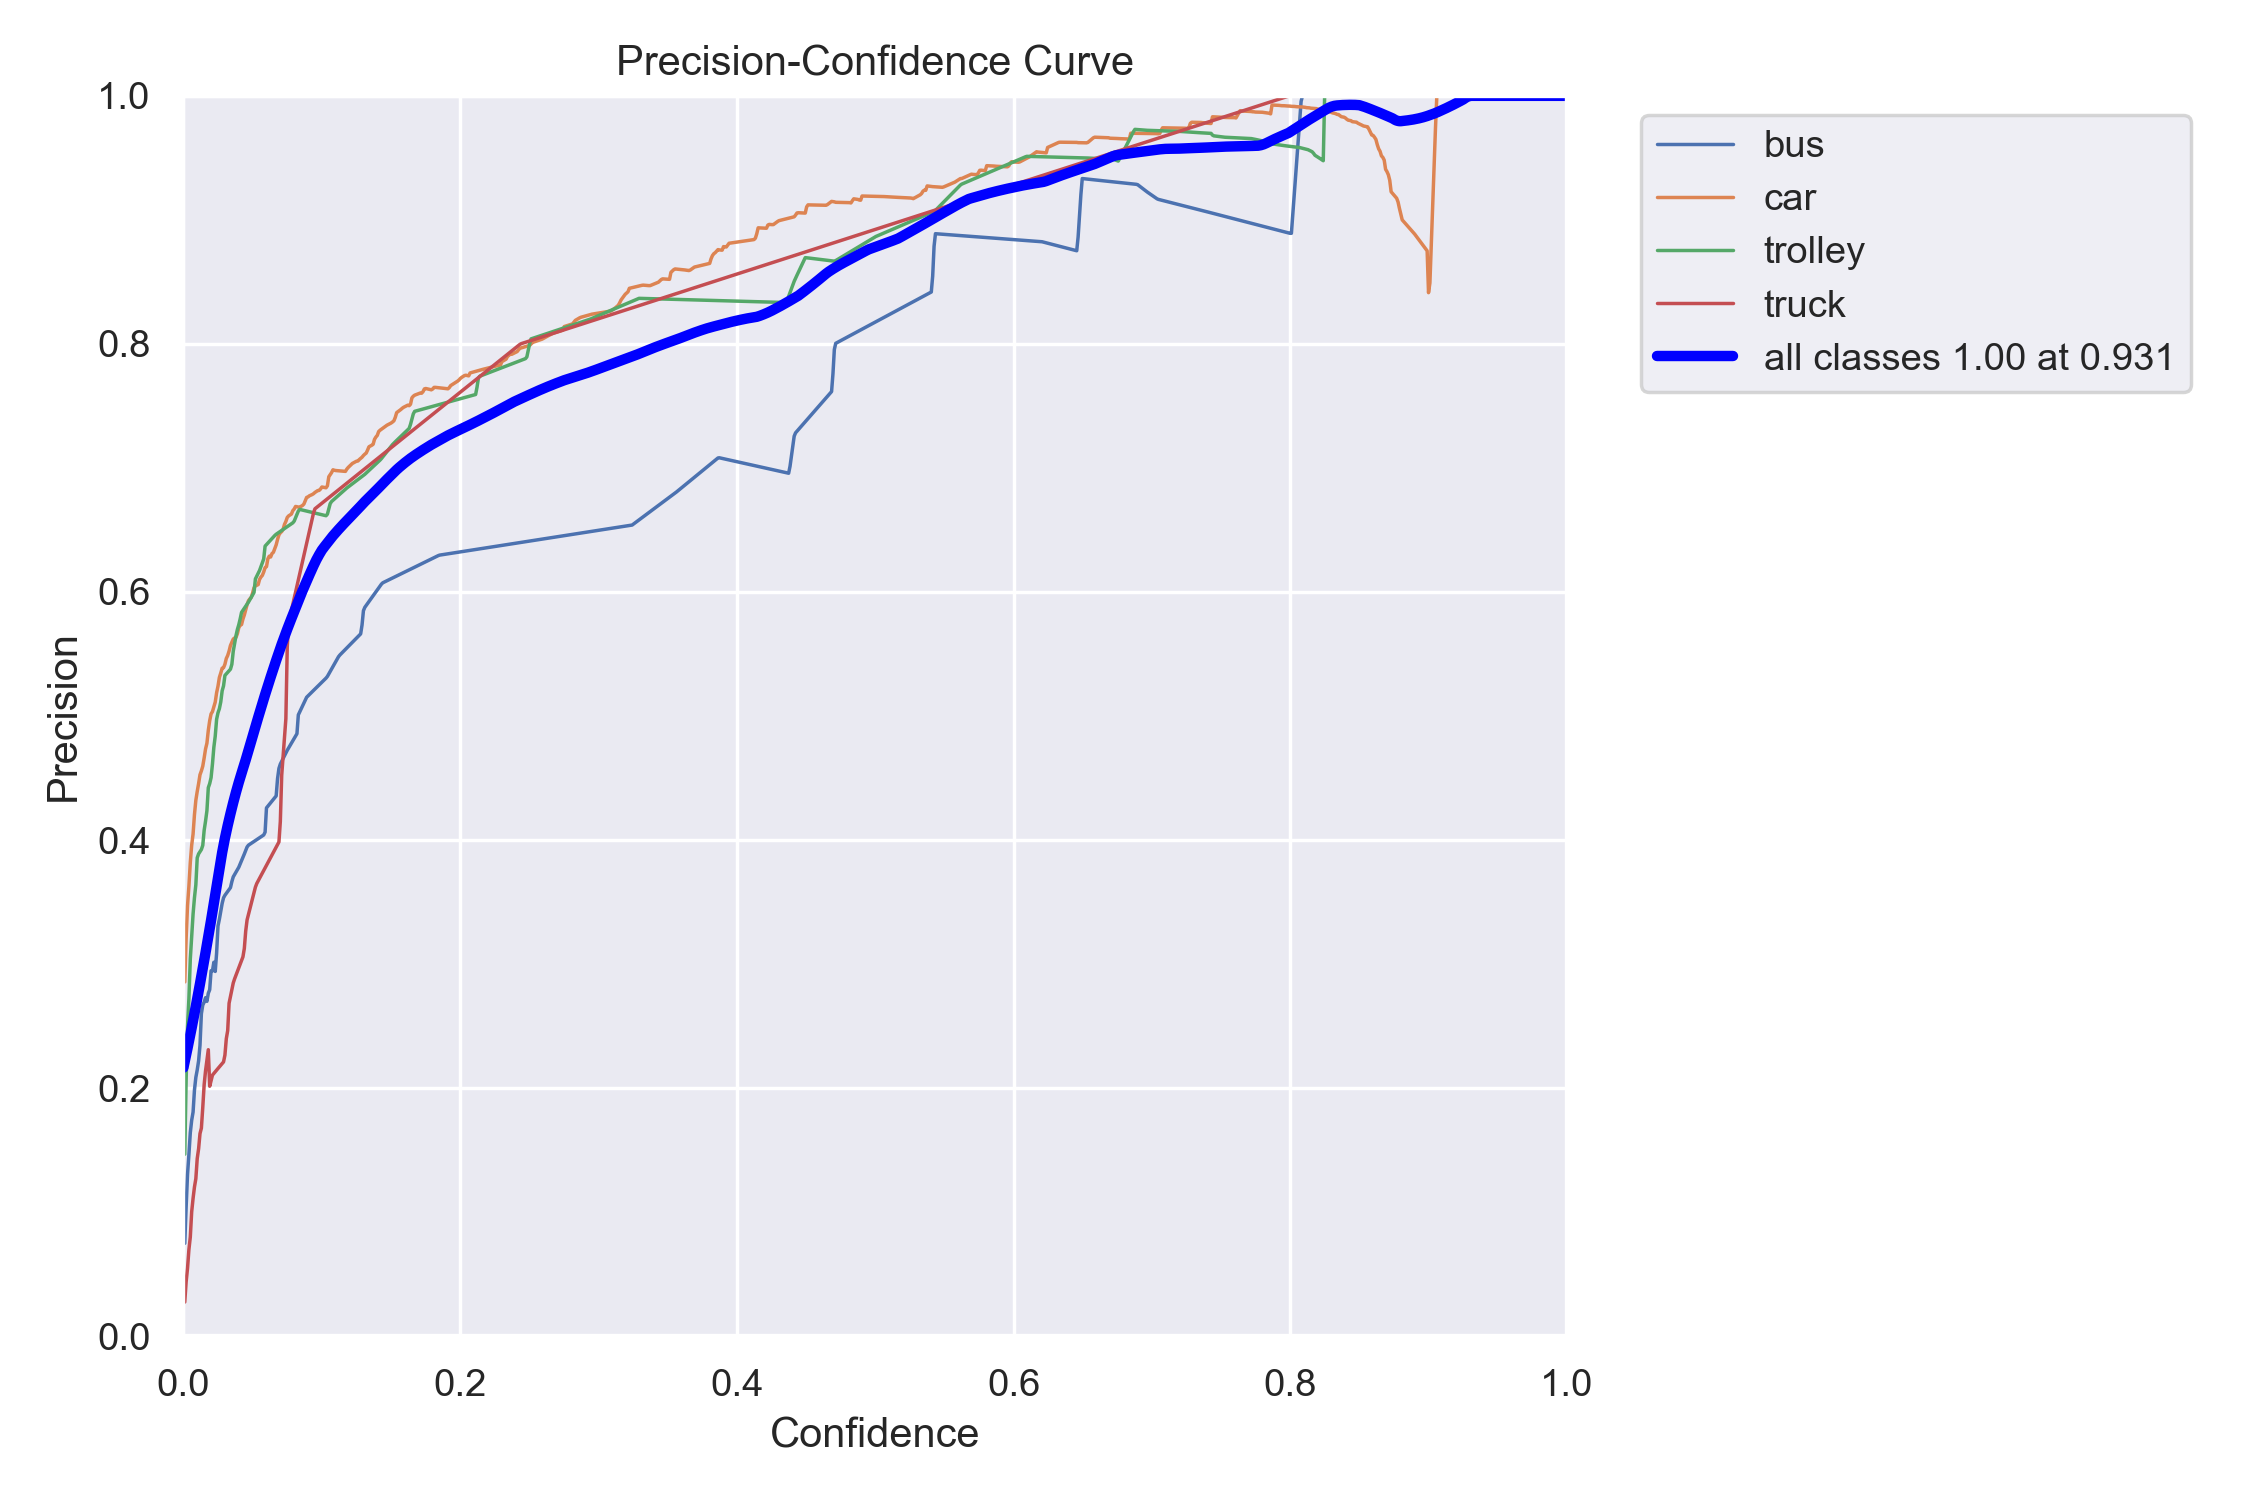 Precision-Confidence Curve
1.0
0.8
0.6
0.4
0.2
0.0
Precision
0.0 0.2 0.4 0.6 0.8 1.0
Confidence
bus
car
trolley
truck
all classes 1.00 at 0.931